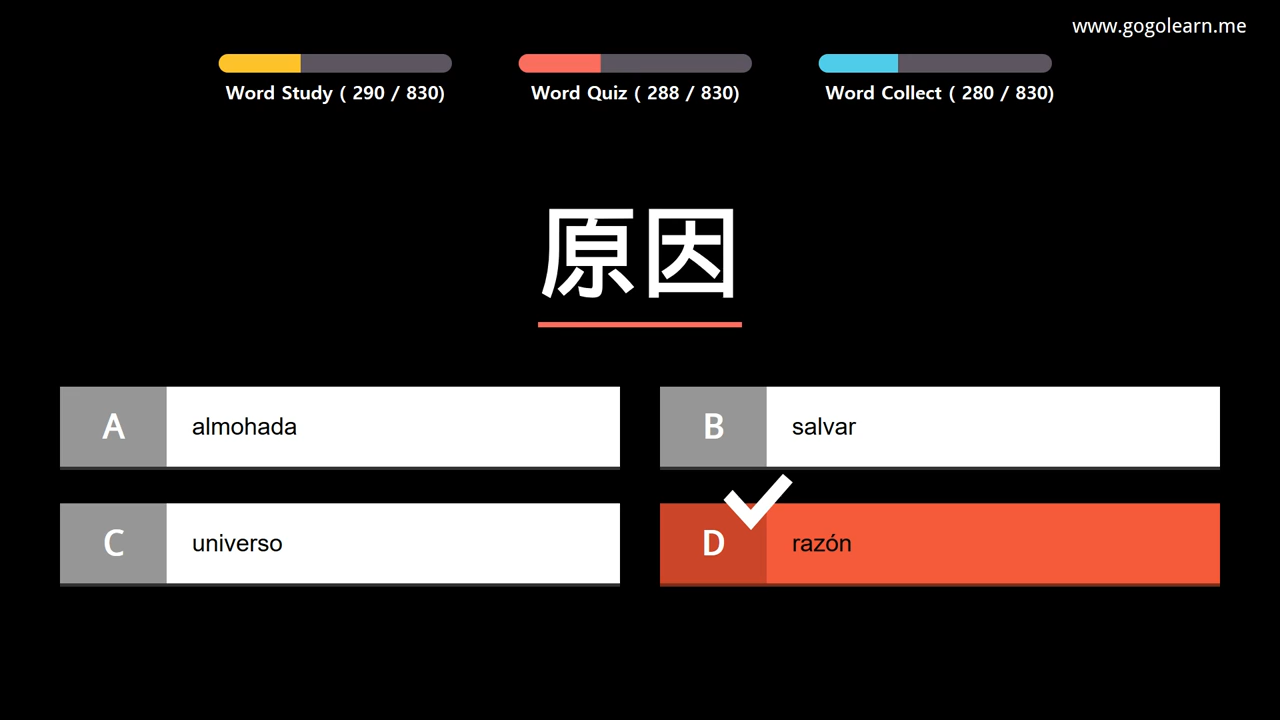 www.gogolearn.me
Word Study ( 290 / 830)
Word Quiz ( 288 / 830)
Word Collect ( 280 / 830)
原因
A almohada
B salvar
C universo
D razón